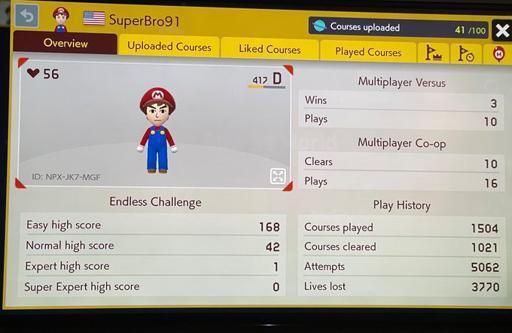 SuperBro91
Courses uploaded 41/100
Overview
Uploaded Courses
Liked Courses
Played Courses
56
417 D
ID: NPX-JK7-MGF
Endless Challenge
Easy high score 168
Normal high score 42
Expert high score 1
Super Expert high score 0
Multiplayer Versus
Wins 3
Plays 10
Multiplayer Co-op
Clears 10
Plays 16
Play History
Courses played 1504
Courses cleared 1021
Attempts 5062
Lives lost 3770